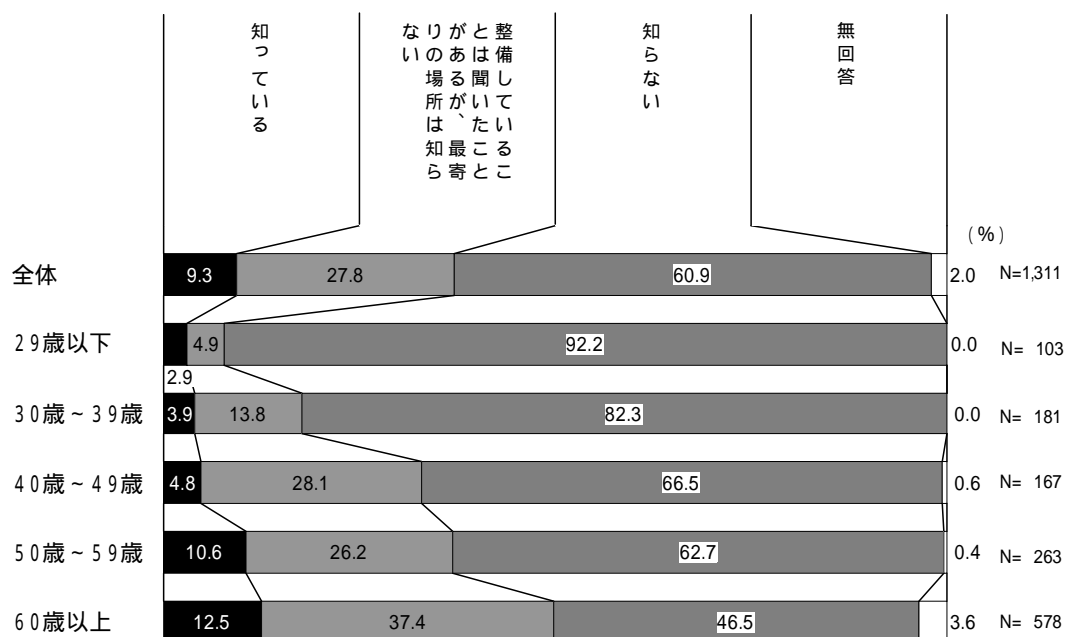 知っている
整備しているこ
とは聞いたこと
があるが、最寄
りの場所は知ら
ない
知らない
無回答
(%)
全体 9.3 27.8 60.9 2.0 N=1,311
29歳以下 4.9 92.2 0.0 N= 103
2.9
30歳~39歳 3.9 13.8 82.3 0.0 N= 181
40歳~49歳 4.8 28.1 66.5 0.6 N= 167
50歳~59歳 10.6 26.2 62.7 0.4 N= 263
60歳以上 12.5 37.4 46.5 3.6 N= 578